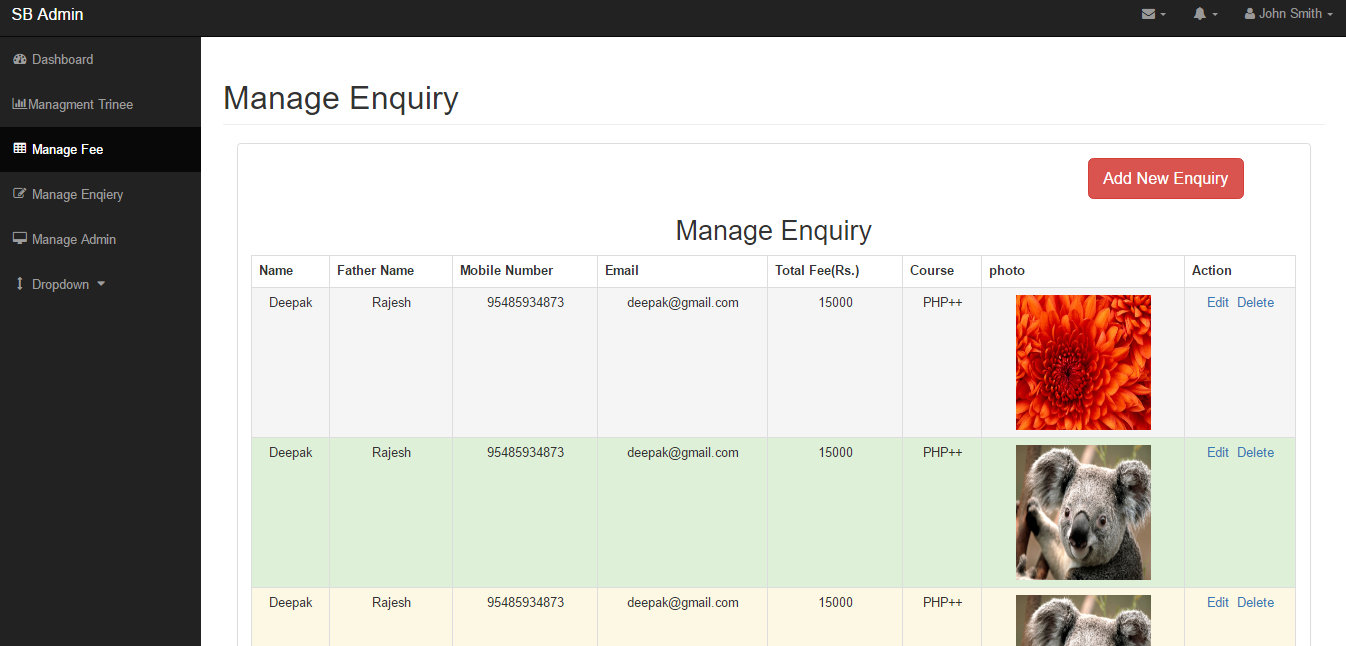 SB Admin
John Smith
Dashboard
Managment Trinee
Manage Fee
Manage Enqiery
Manage Admin
Dropdown
Manage Enquiry
Add New Enquiry
Manage Enquiry
Name Father Name Mobile Number Email Total Fee(Rs.) Course photo Action
Deepak Rajesh 95485934873 deepak@gmail.com 15000 PHP++ Edit Delete
Deepak Rajesh 95485934873 deepak@gmail.com 15000 PHP++ Edit Delete
Deepak Rajesh 95485934873 deepak@gmail.com 15000 PHP++ Edit Delete